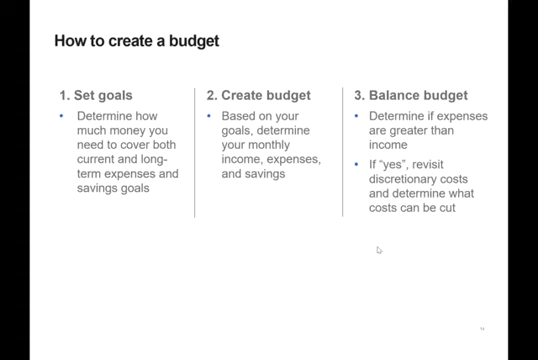 How to create a budget
1. Set goals
• Determine how
much money you
need to cover both
current and long-
term expenses and
savings goals
2. Create budget
• Based on your
goals, determine
your monthly
income, expenses,
and savings
3. Balance budget
• Determine if expenses
are greater than
income
• If “yes”, revisit
discretionary costs
and determine what
costs can be cut